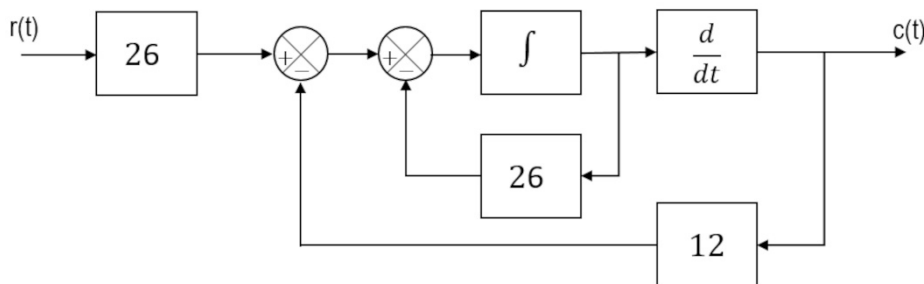 r(t)
26
+
−
+
−
∫
d
dt
c(t)
26
12